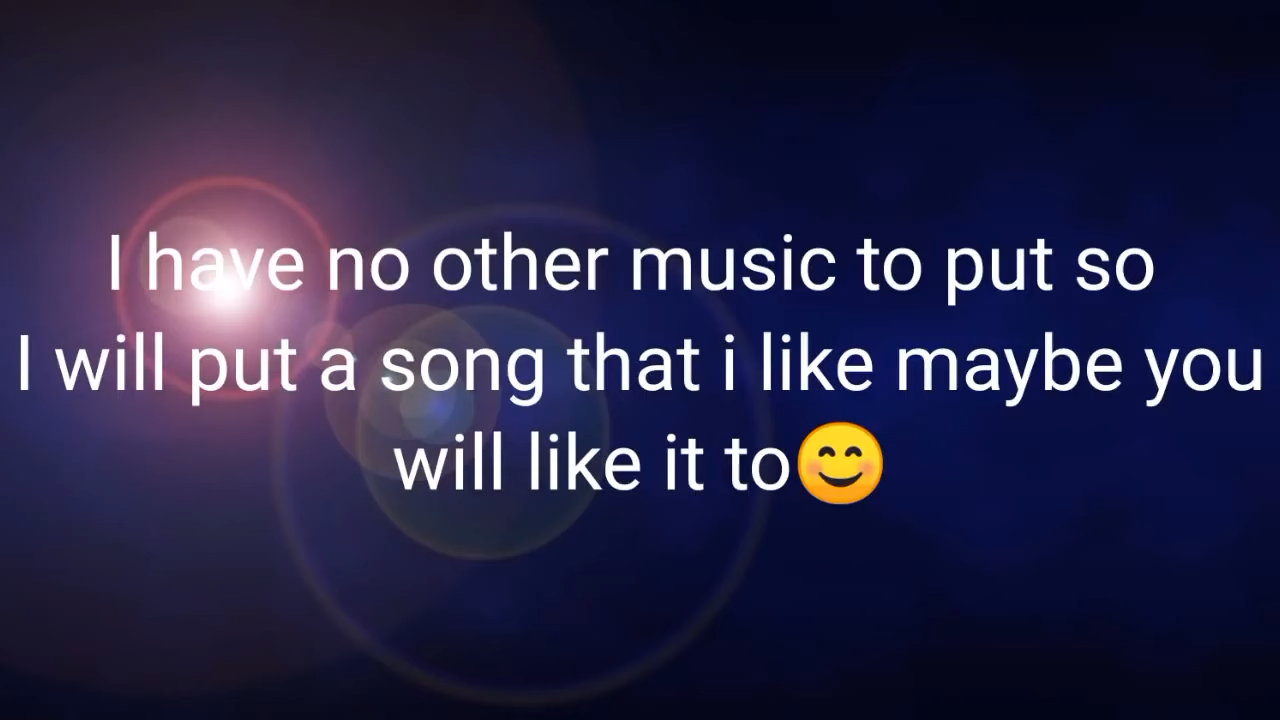 I have no other music to put so
I will put a song that i like maybe you
will like it to😊